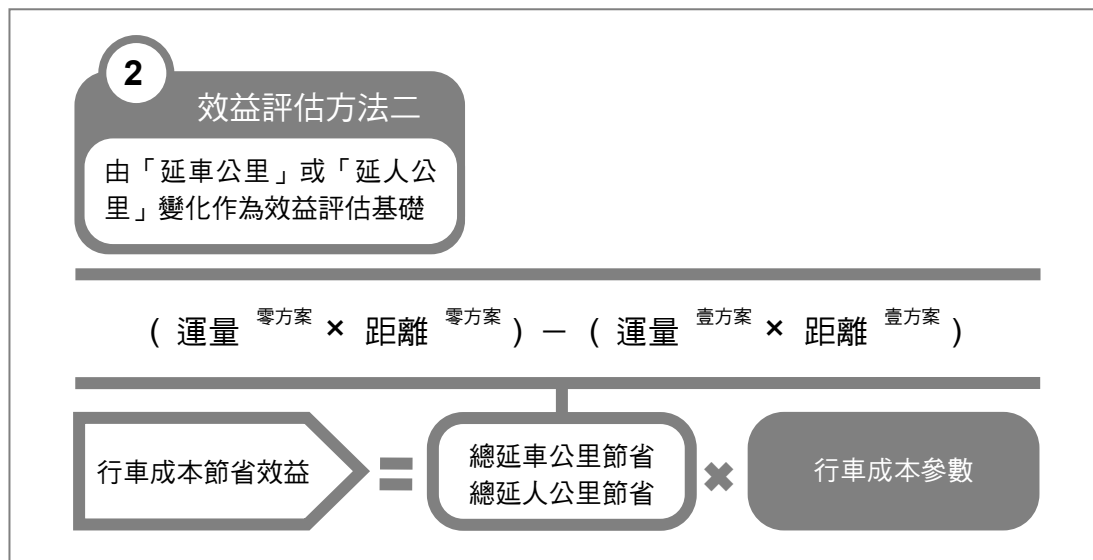 2
效益評估方法二
由「延車公里」或「延人公
里」變化作為效益評估基礎
( 運量 零方案 × 距離 零方案 ) － ( 運量 壹方案 × 距離 壹方案 )
行車成本節省效益
=
總延車公里節省
總延人公里節省
×
行車成本參數